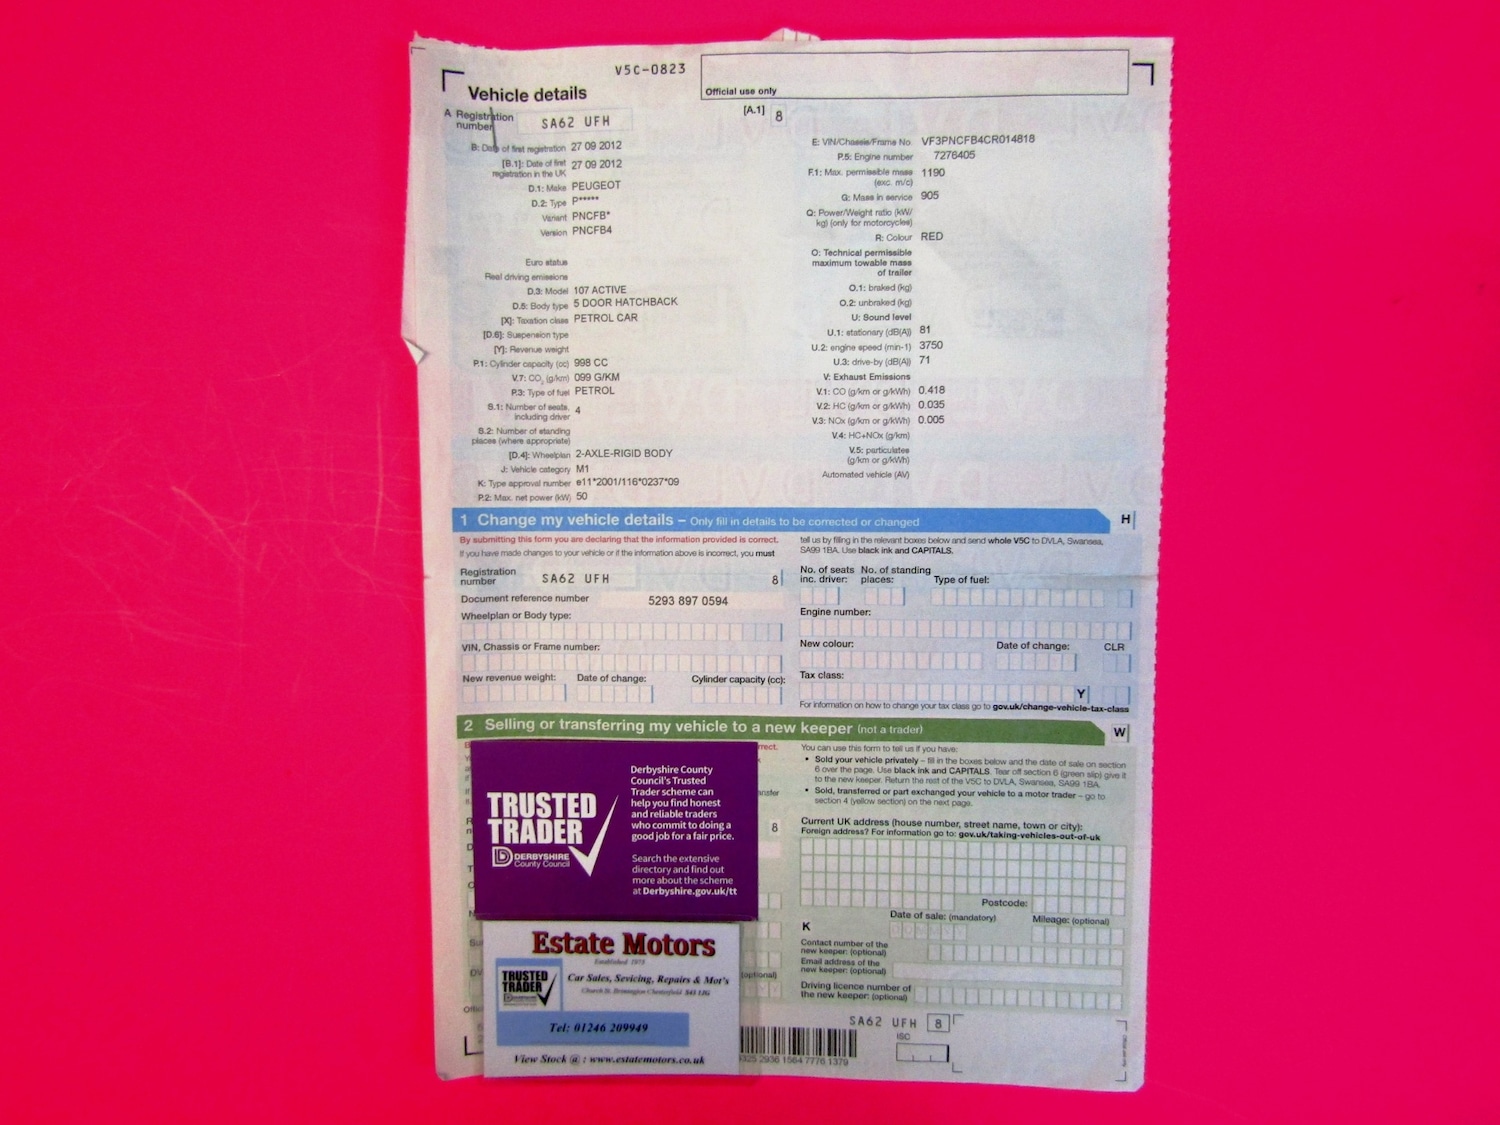 V5C-0823
Official use only
Vehicle details
A Registration number SA62 UFH
[A.1] 8
B: Date of first registration 27 09 2012
[B.1]: Date of first registration in the UK 27 09 2012
D.1: Make PEUGEOT
D.2: Type P*****
Variant PNCFB*
Version PNCFB4
Euro status
Real driving emissions
D.3: Model 107 ACTIVE
D.5: Body type 5 DOOR HATCHBACK
[X]: Taxation class PETROL CAR
[D.6]: Suspension type
[Y]: Revenue weight
P.1: Cylinder capacity (cc) 998 CC
V.7: CO2 (g/km) 099 G/KM
P.3: Type of fuel PETROL
S.1: Number of seats, including driver 4
S.2: Number of standing places (where appropriate)
[D.4]: Wheelplan 2-AXLE-RIGID BODY
J: Vehicle category M1
K: Type approval number e11*2001/116*0237*09
P.2: Max. net power (kW) 50
E: VIN/Chassis/Frame No. VF3PNCFB4CR014818
P.5: Engine number 7276405
F.1: Max. permissible mass (exc. m/c) 1190
G: Mass in service 905
Q: Power/Weight ratio (kW/kg) (only for motorcycles)
R: Colour RED
O: Technical permissible
maximum towable mass
of trailer
O.1: braked (kg)
O.2: unbraked (kg)
U: Sound level
U.1: stationary (dB(A)) 81
U.2: engine speed (min-1) 3750
U.3: drive-by (dB(A)) 71
V: Exhaust Emissions
V.1: CO (g/km or g/kWh) 0.418
V.2: HC (g/km or g/kWh) 0.035
V.3: NOx (g/km or g/kWh) 0.005
V.4: HC+NOx (g/km)
V.5: particulates
(g/km or g/kWh)
Automated vehicle (AV)
1 Change my vehicle details – Only fill in details to be corrected or changed H
By submitting this form you are declaring that the information provided is correct.
If you have made changes to your vehicle or if the information above is incorrect, you must
tell us by filling in the relevant boxes below and send whole V5C to DVLA, Swansea,
SA99 1BA. Use black ink and CAPITALS.
Registration number SA62 UFH 8
Document reference number 5293 897 0594
Wheelplan or Body type:
VIN, Chassis or Frame number:
New revenue weight: Date of change: Cylinder capacity (cc):
No. of seats inc. driver: No. of standing places: Type of fuel:
Engine number:
New colour: Date of change: CLR
Tax class:
Y
For information on how to change your tax class go to gov.uk/change-vehicle-tax-class
2 Selling or transferring my vehicle to a new keeper (not a trader) W
rrect.
8
(optional)
You can use this form to tell us if you have:
• Sold your vehicle privately – fill in the boxes below and the date of sale on section
6 over the page. Use black ink and CAPITALS. Tear off section 6 (green slip) give it
to the new keeper. Return the rest of the V5C to DVLA, Swansea, SA99 1BA.
• Sold, transferred or part exchanged your vehicle to a motor trader – go to
section 4 (yellow section) on the next page.
Current UK address (house number, street name, town or city):
Foreign address? For information go to: gov.uk/taking-vehicles-out-of-uk
Postcode:
Date of sale: (mandatory) Mileage: (optional)
K
Contact number of the
new keeper: (optional)
Email address of the
new keeper: (optional)
Driving licence number of
the new keeper: (optional)
SA62 UFH 8
ISC
TRUSTED
TRADER
DERBYSHIRE
County Council
Derbyshire County
Council's Trusted
Trader scheme can
help you find honest
and reliable traders
who commit to doing a
good job for a fair price.
Search the extensive
directory and find out
more about the scheme
at Derbyshire.gov.uk/tt
Estate Motors
Established 1973
TRUSTED
TRADER
DERBYSHIRE
Car Sales, Sevicing, Repairs & Mot's
Church St. Brimington Chesterfield S43 1JG
Tel: 01246 209949
View Stock @ : www.estatemotors.co.uk
9325 2936 1564 7776 1379